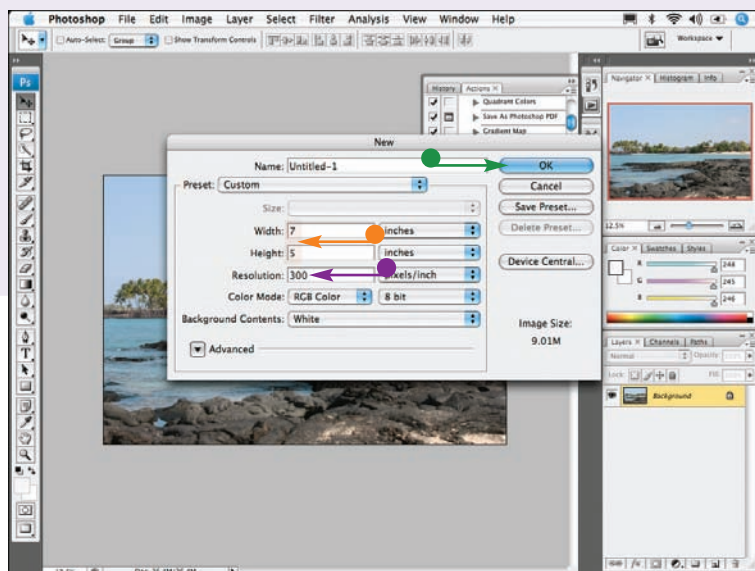 Photoshop File Edit Image Layer Select Filter Analysis View Window Help
Auto-Select: Group Show Transform Controls Workspace
Ps
History Actions ×
Quadrant Colors
Save As Photoshop PDF
Gradient Map
Navigator × Histogram Info
12.5%
New
Name: Untitled-1
OK
Preset: Custom
Cancel
Size:
Save Preset...
Width: 7 inches
Delete Preset...
Height: 5 inches
Resolution: 300 pixels/inch
Device Central...
Color Mode: RGB Color 8 bit
Background Contents: White
Image Size:
9.01M
Advanced
Color × Swatches Styles
R 248
G 245
B 246
Layers × Channels Paths
Normal Opacity:
Lock: Fill:
Background